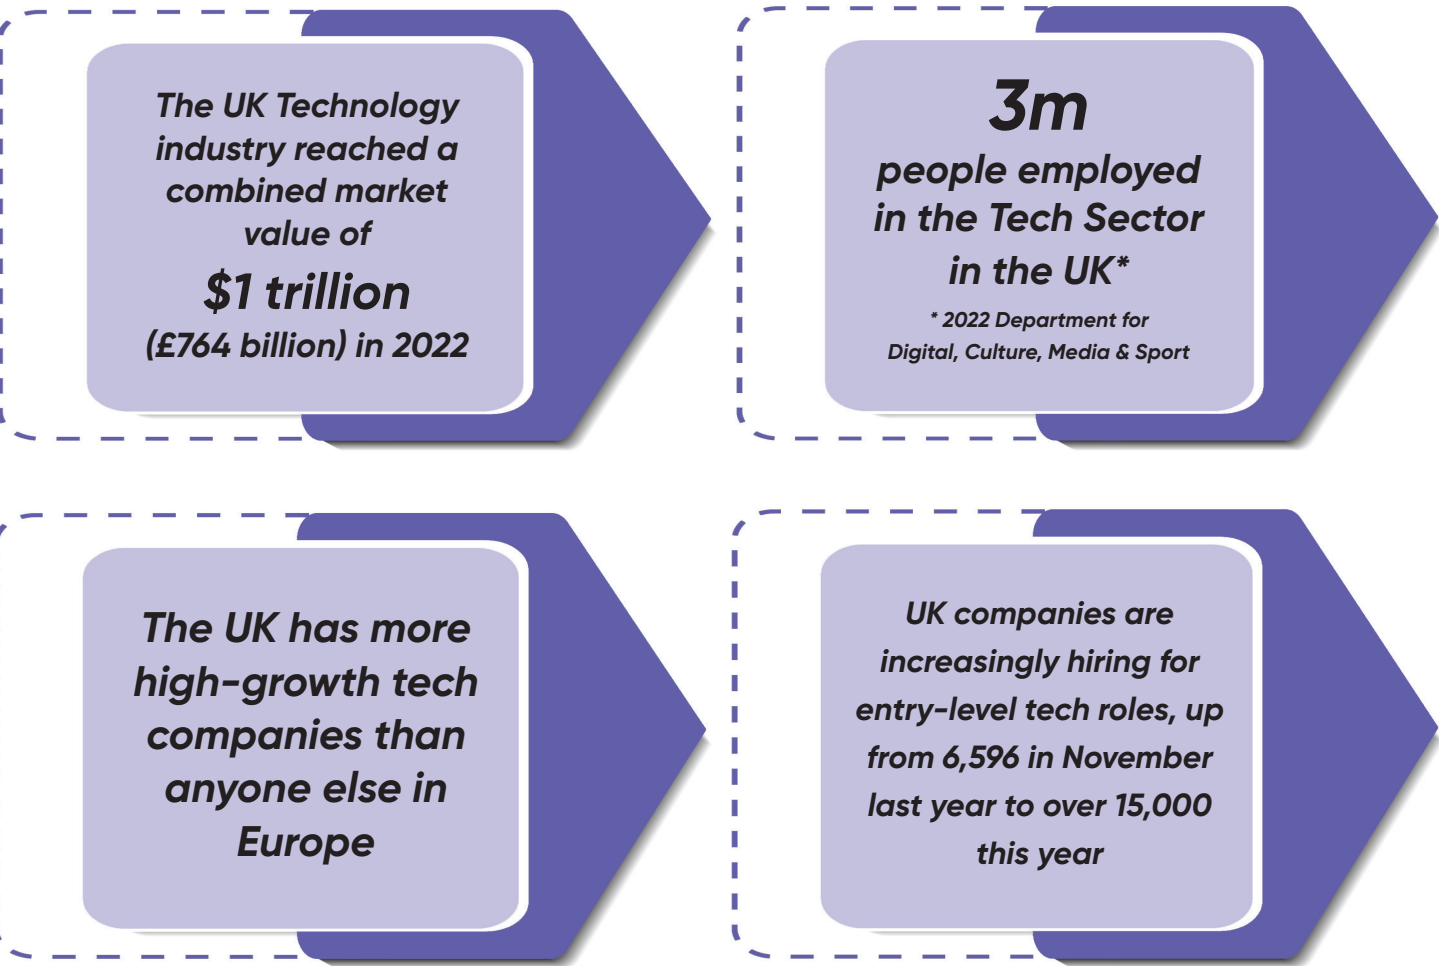 The UK Technology
industry reached a
combined market
value of
$1 trillion
(£764 billion) in 2022
3m
people employed
in the Tech Sector
in the UK*
* 2022 Department for
Digital, Culture, Media & Sport
The UK has more
high-growth tech
companies than
anyone else in
Europe
UK companies are
increasingly hiring for
entry-level tech roles, up
from 6,596 in November
last year to over 15,000
this year